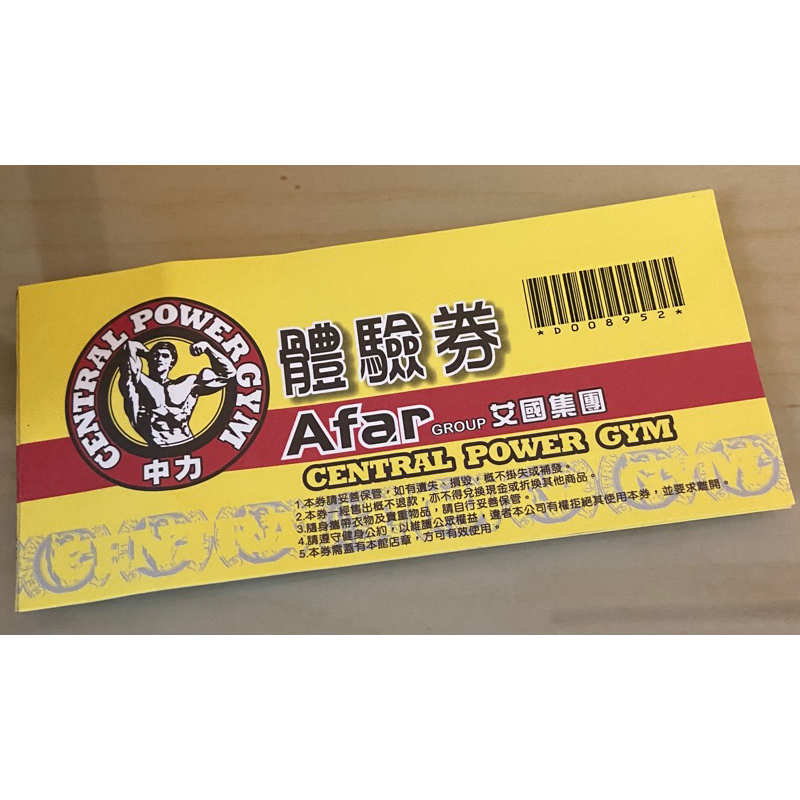 CENTRAL POWER GYM
中力
體驗券
*D008952*
Afar GROUP 艾國集團
CENTRAL POWER GYM
1.本券請妥善保管，如有遺失、損毀，概不掛失或補發。
2.本券一經售出概不退款，亦不得兌換現金或折換其他商品。
3.隨身攜帶衣物及貴重物品，請自行妥善保管。
4.請遵守健身公約，以維護公眾權益，違者本公司有權拒絕其使用本券，並要求離開。
5.本券需蓋有本館店章，方可有效使用。